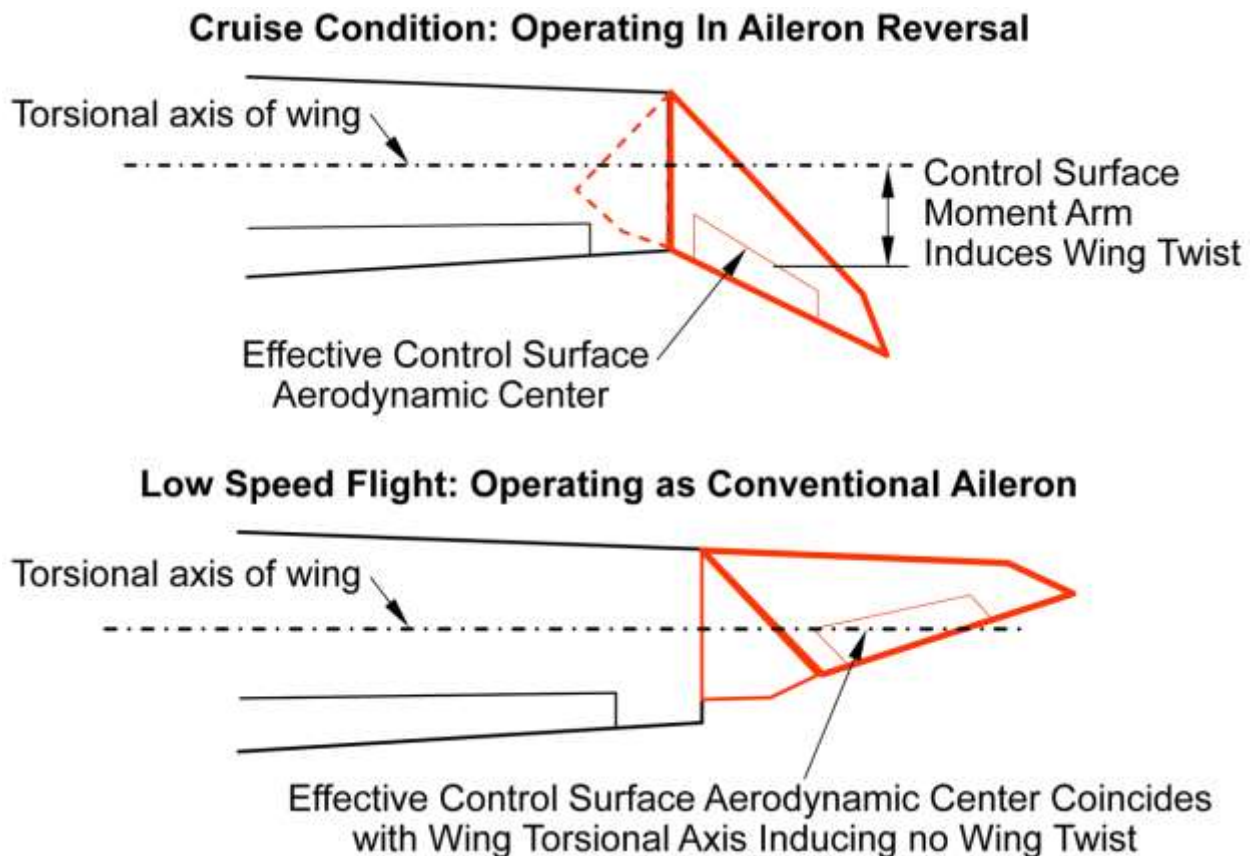 Cruise Condition: Operating In Aileron Reversal
Torsional axis of wing
Control Surface
Moment Arm
Induces Wing Twist
Effective Control Surface
Aerodynamic Center
Low Speed Flight: Operating as Conventional Aileron
Torsional axis of wing
Effective Control Surface Aerodynamic Center Coincides
with Wing Torsional Axis Inducing no Wing Twist